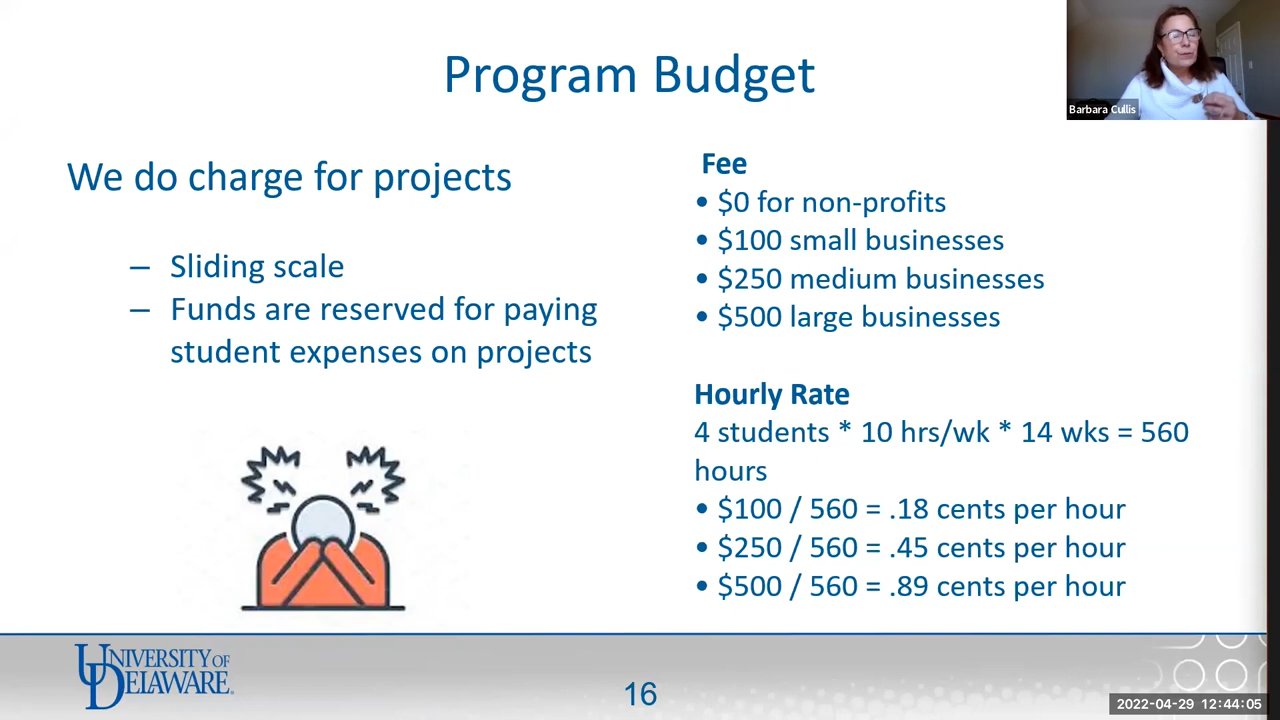 Program Budget
Barbara Cullis
We do charge for projects
– Sliding scale
– Funds are reserved for paying
student expenses on projects
Fee
• $0 for non-profits
• $100 small businesses
• $250 medium businesses
• $500 large businesses
Hourly Rate
4 students * 10 hrs/wk * 14 wks = 560
hours
• $100 / 560 = .18 cents per hour
• $250 / 560 = .45 cents per hour
• $500 / 560 = .89 cents per hour
UNIVERSITY OF
DELAWARE
16
2022-04-29 12:44:05